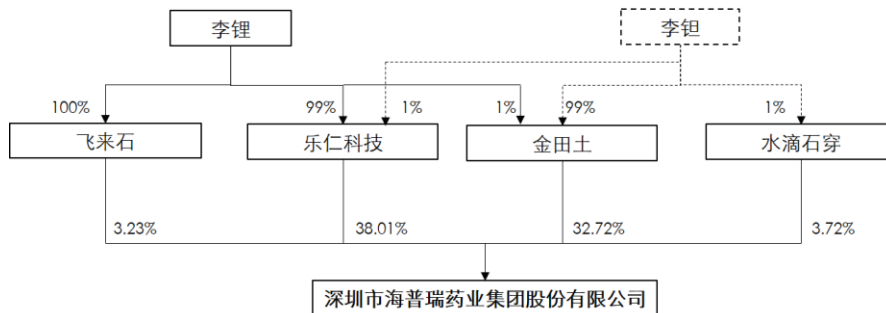 李锂
李钽
100%
99%
1%
1%
99%
1%
飞来石
乐仁科技
金田土
水滴石穿
3.23%
38.01%
32.72%
3.72%
深圳市海普瑞药业集团股份有限公司